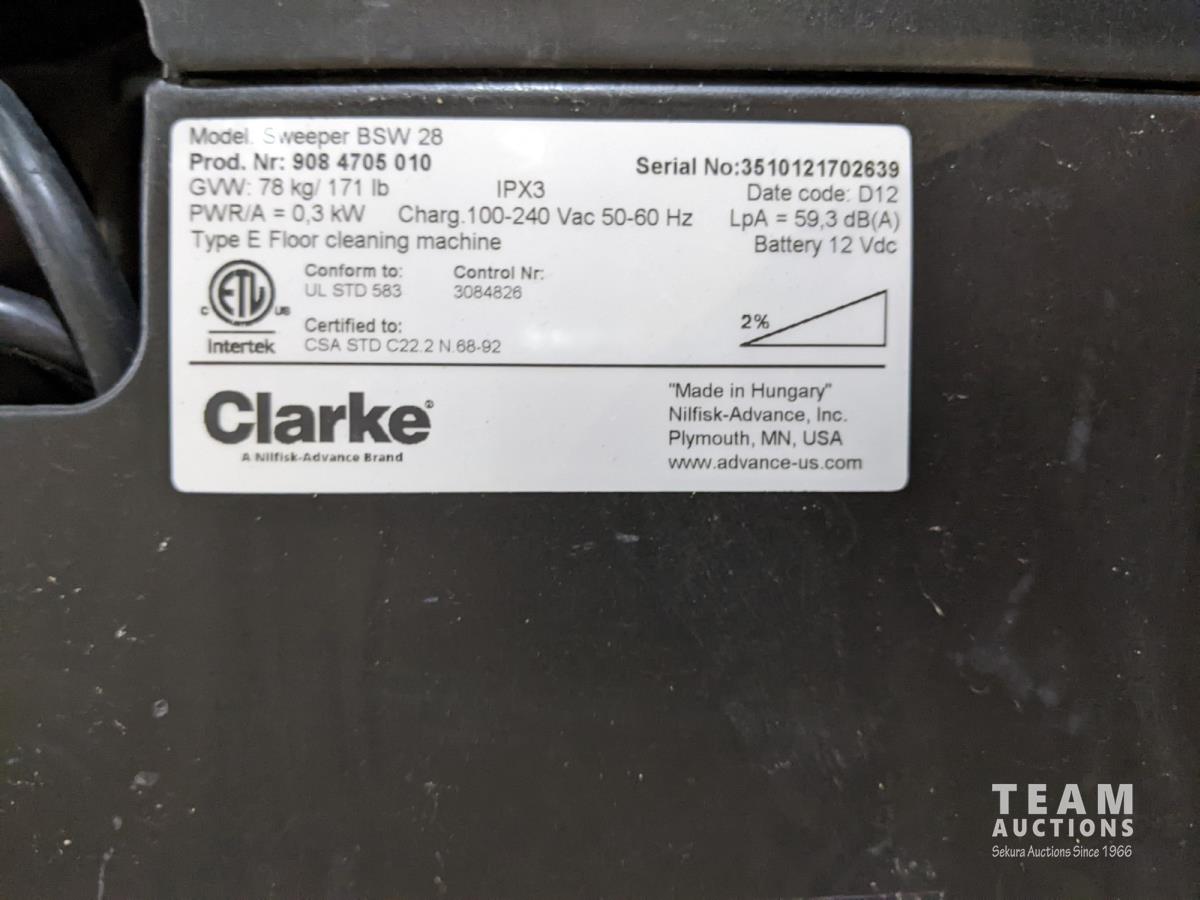 Model. Sweeper BSW 28
Prod. Nr: 908 4705 010
Serial No:3510121702639
GVW: 78 kg/ 171 lb IPX3 Date code: D12
PWR/A = 0,3 kW Charg.100-240 Vac 50-60 Hz LpA = 59,3 dB(A)
Type E Floor cleaning machine Battery 12 Vdc
ETL
C US
Intertek
Conform to:
UL STD 583
Control Nr:
3084826
Certified to:
CSA STD C22.2 N.68-92
2%
Clarke®
A Nilfisk-Advance Brand
"Made in Hungary"
Nilfisk-Advance, Inc.
Plymouth, MN, USA
www.advance-us.com
TEAM
AUCTIONS
Sekura Auctions Since 1966